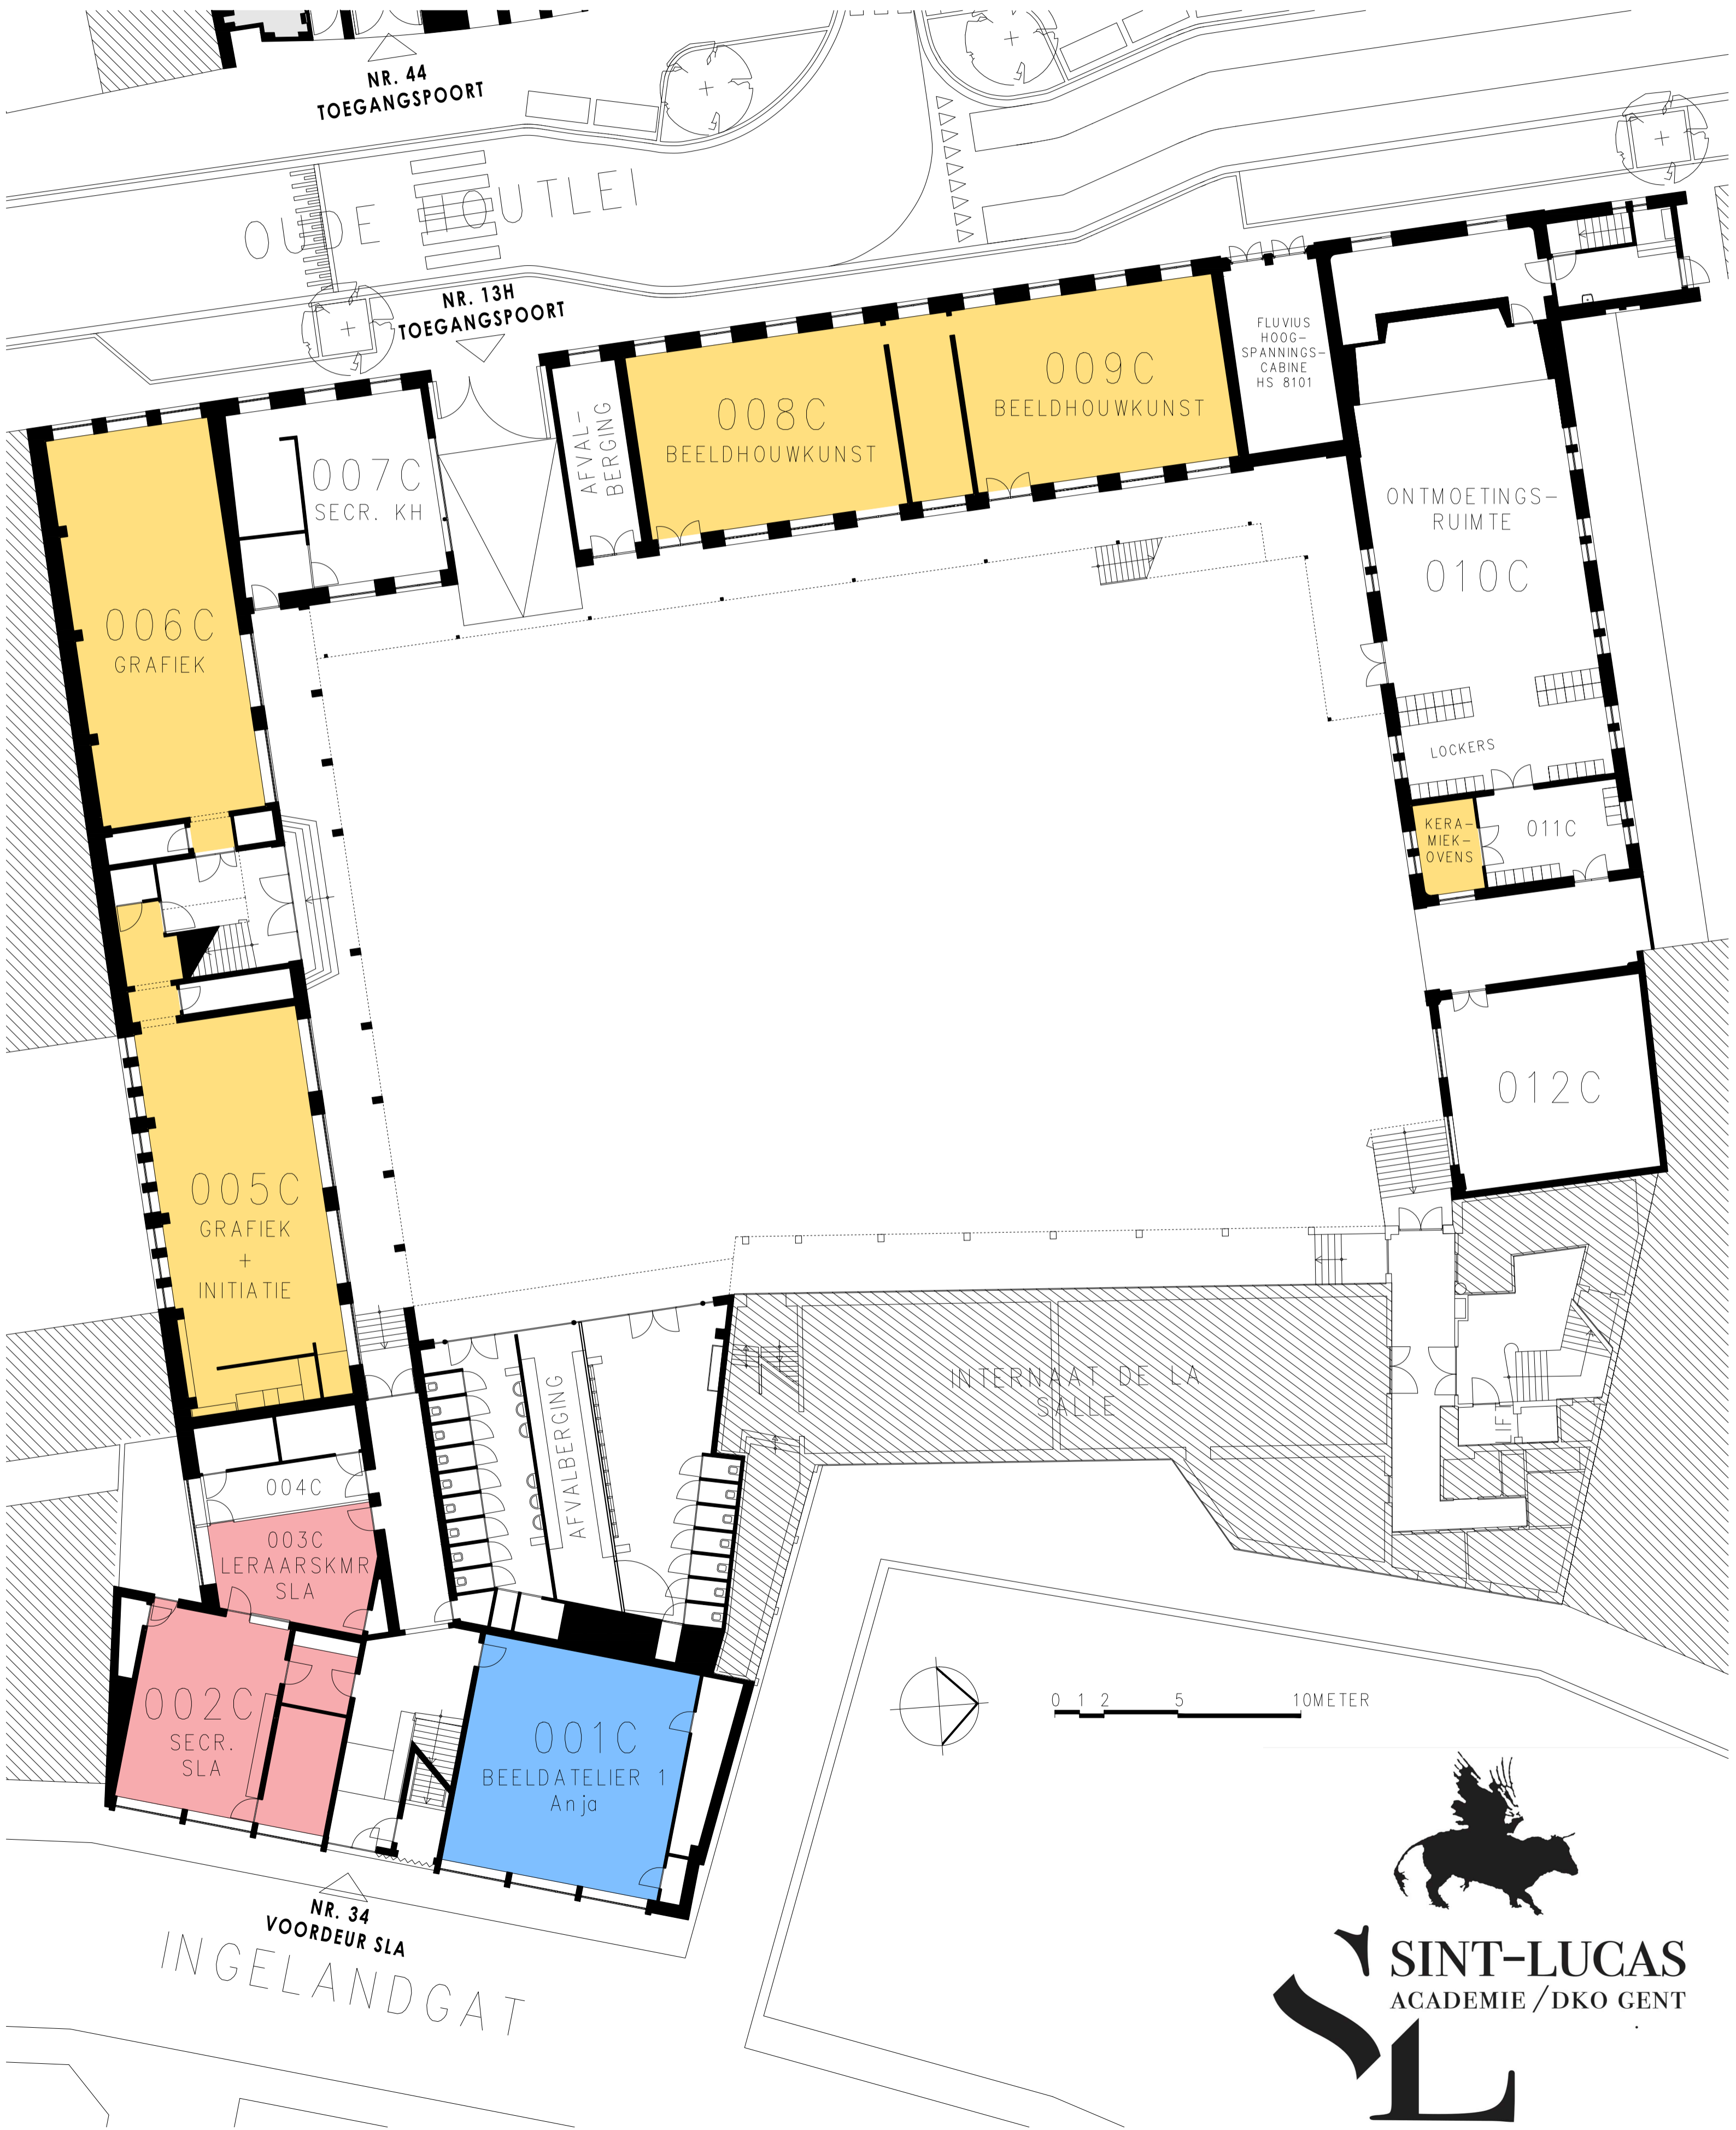 NR. 44
TOEGANGSPOORT
OUDE HOUTLEI
NR. 13H
TOEGANGSPOORT
FLUVIUS
HOOG-
SPANNINGS-
CABINE
HS 8101
009C
BEELDHOUWKUNST
008C
BEELDHOUWKUNST
AFVAL-
BERGING
007C
SECR. KH
ONTMOETINGS-
RUIMTE
010C
006C
GRAFIEK
LOCKERS
KERA-
MIEK-
OVENS
011C
012C
005C
GRAFIEK
+
INITIATIE
INTERNAAT DE LA
SALLE
AFVALBERGING
004C
003C
LERAARSKMR
SLA
002C
SECR.
SLA
001C
BEELDATELIER 1
Anja
0 1 2 5 10METER
NR. 34
VOORDEUR SLA
INGELANDGAT
SINT-LUCAS
ACADEMIE/DKO GENT
SL